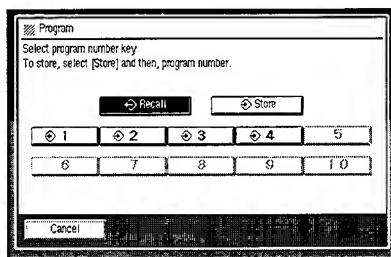 Program
Select program number key
To store, select [Store] and then, program number.
Recall Store
1 2 3 4 5
6 7 8 9 10
Cancel